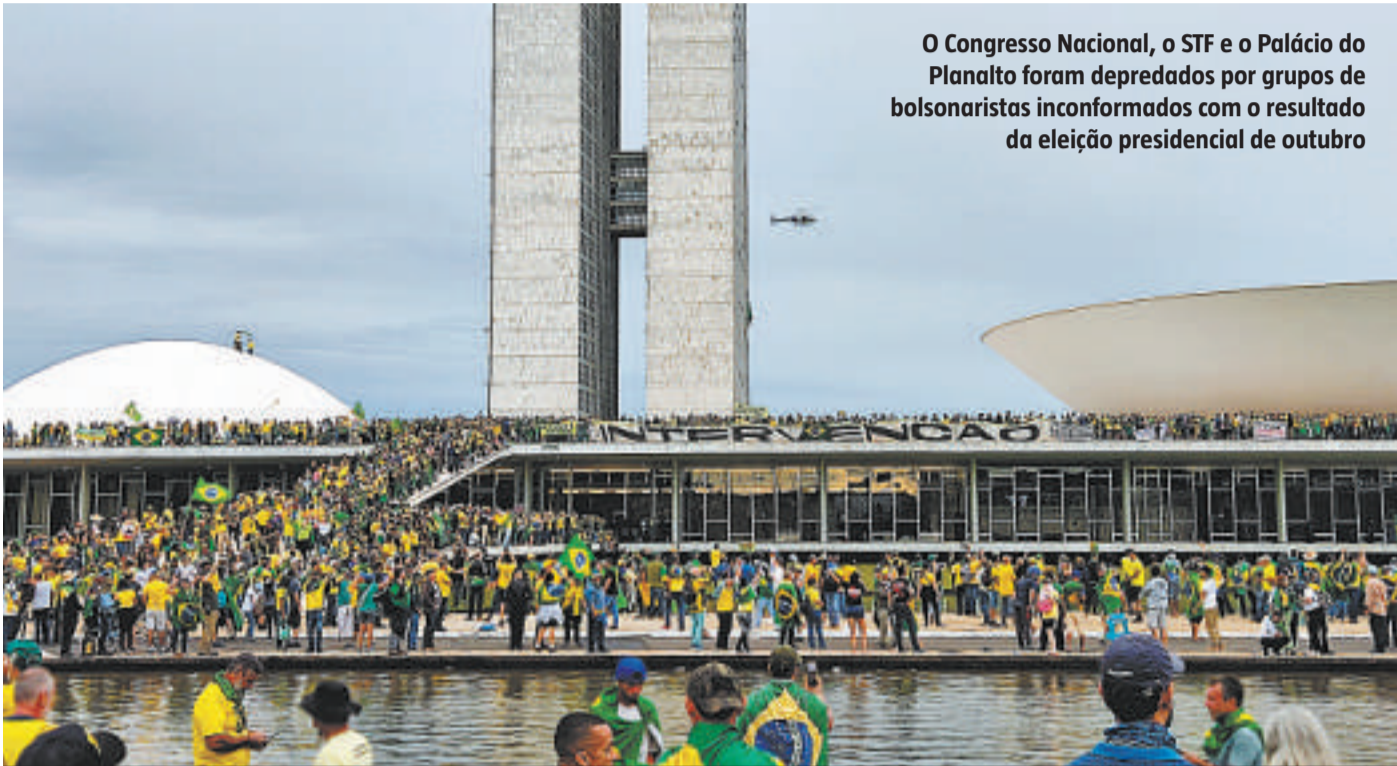 O Congresso Nacional, o STF e o Palácio do
Planalto foram depredados por grupos de
bolsonaristas inconformados com o resultado
da eleição presidencial de outubro
INTERVENCAO